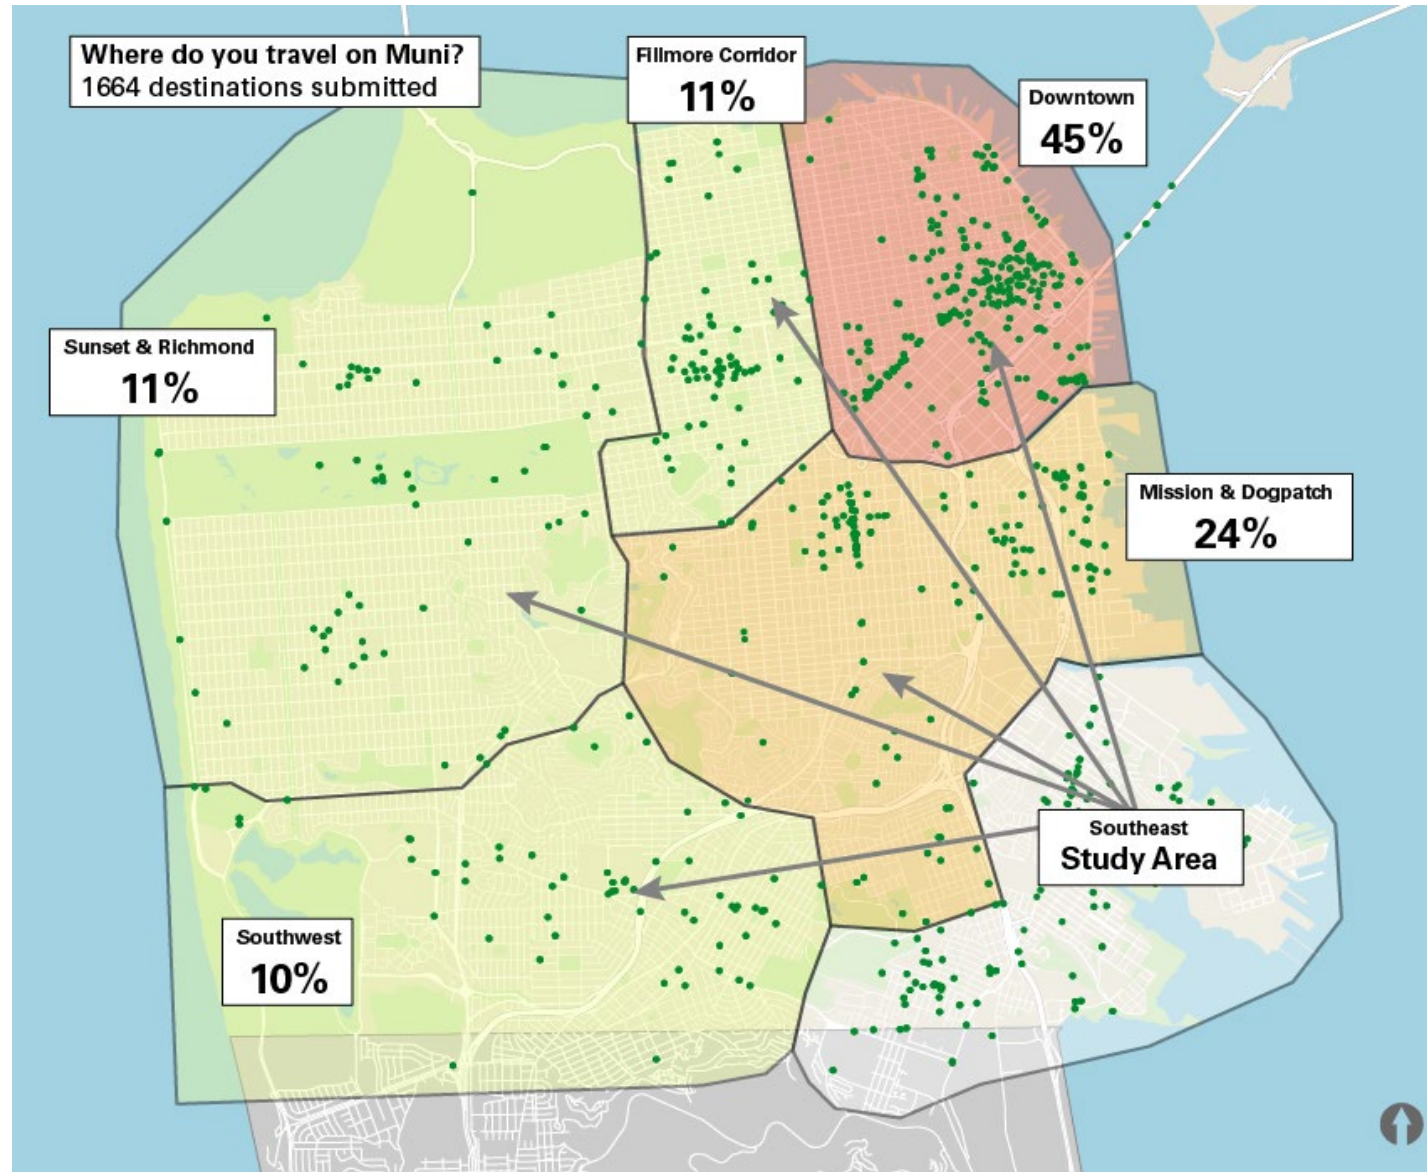 Where do you travel on Muni?
1664 destinations submitted
Fillmore Corridor
11%
Downtown
45%
Sunset & Richmond
11%
Mission & Dogpatch
24%
Southeast
Study Area
Southwest
10%